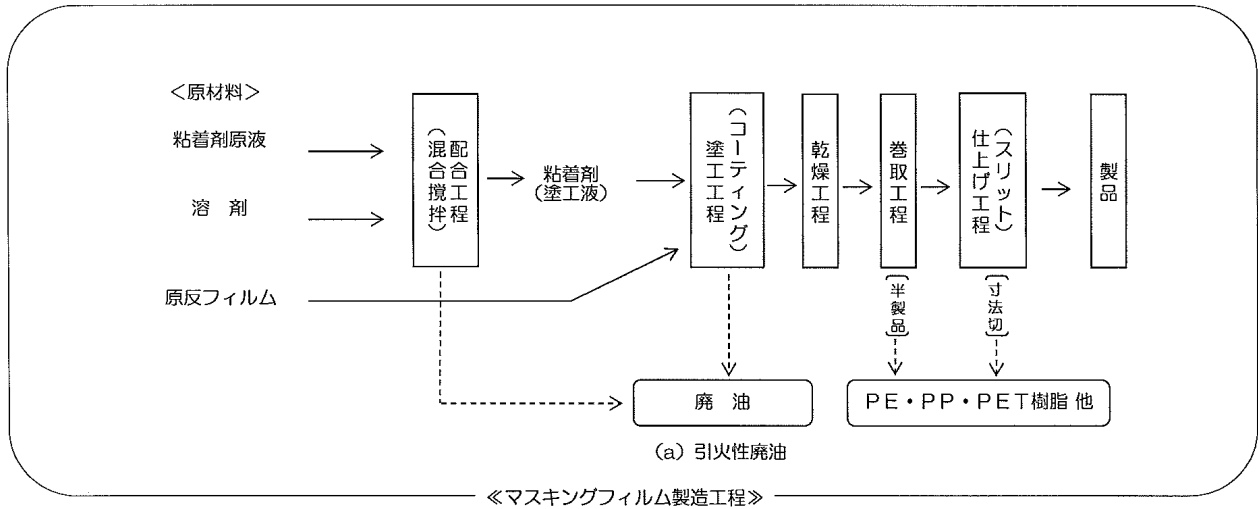 <原材料>
粘着剤原液
溶 剤
原反フィルム
配合工程
(混合撹拌)
粘着剤
(塗工液)
塗工工程
(コーティング)
乾燥工程
巻取工程
仕上げ工程
(スリット)
製品
(半製品)
(寸法切)
廃 油
PE・PP・PET樹脂 他
(a) 引火性廃油
≪マスキングフィルム製造工程≫